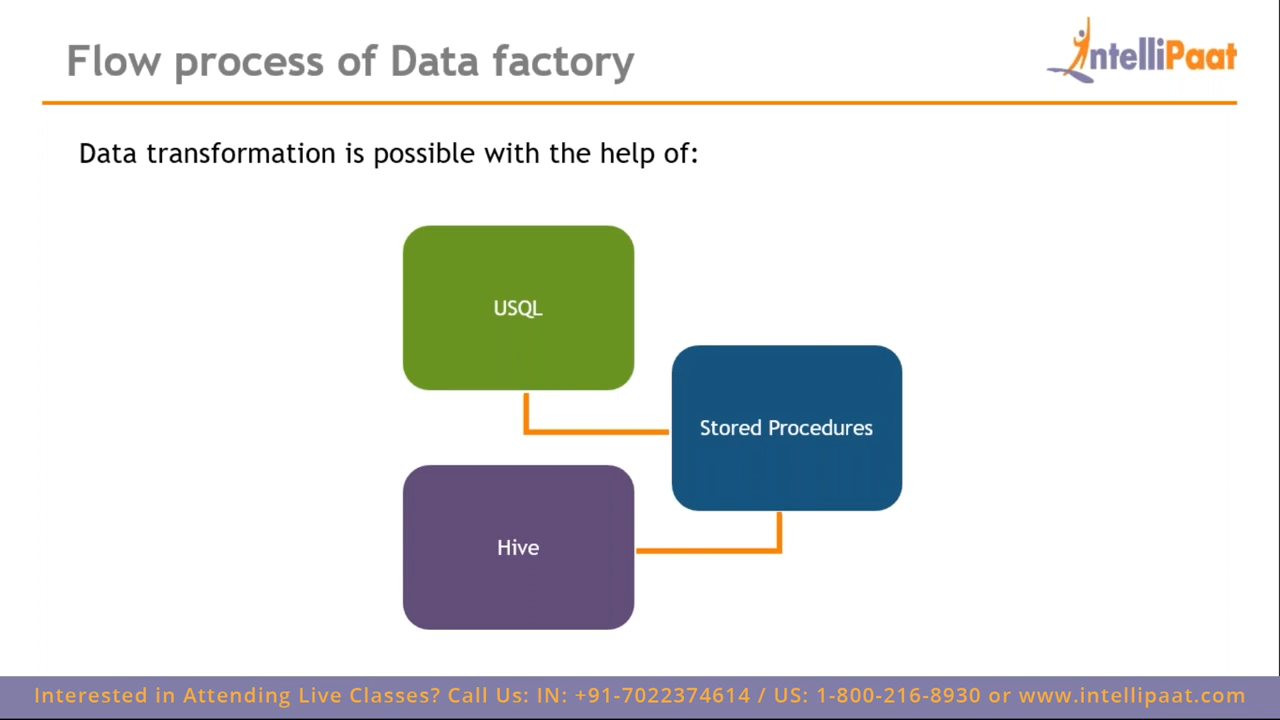 Flow process of Data factory
IntelliPaat
Data transformation is possible with the help of:
USQL
Stored Procedures
Hive
Interested in Attending Live Classes? Call Us: IN: +91-7022374614 / US: 1-800-216-8930 or www.intellipaat.com